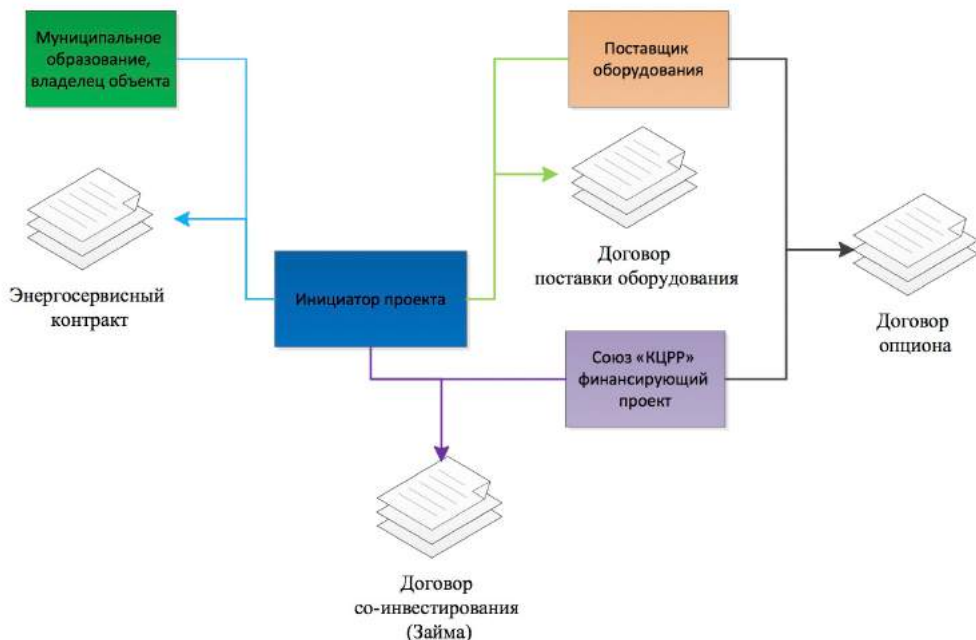 Муниципальное
образование,
владелец объекта
Поставщик
оборудования
Энергосервисный
контракт
Инициатор проекта
Договор
поставки оборудования
Договор
опциона
Союз «КЦРР»
финансирующий
проект
Договор
со-инвестирования
(Займа)